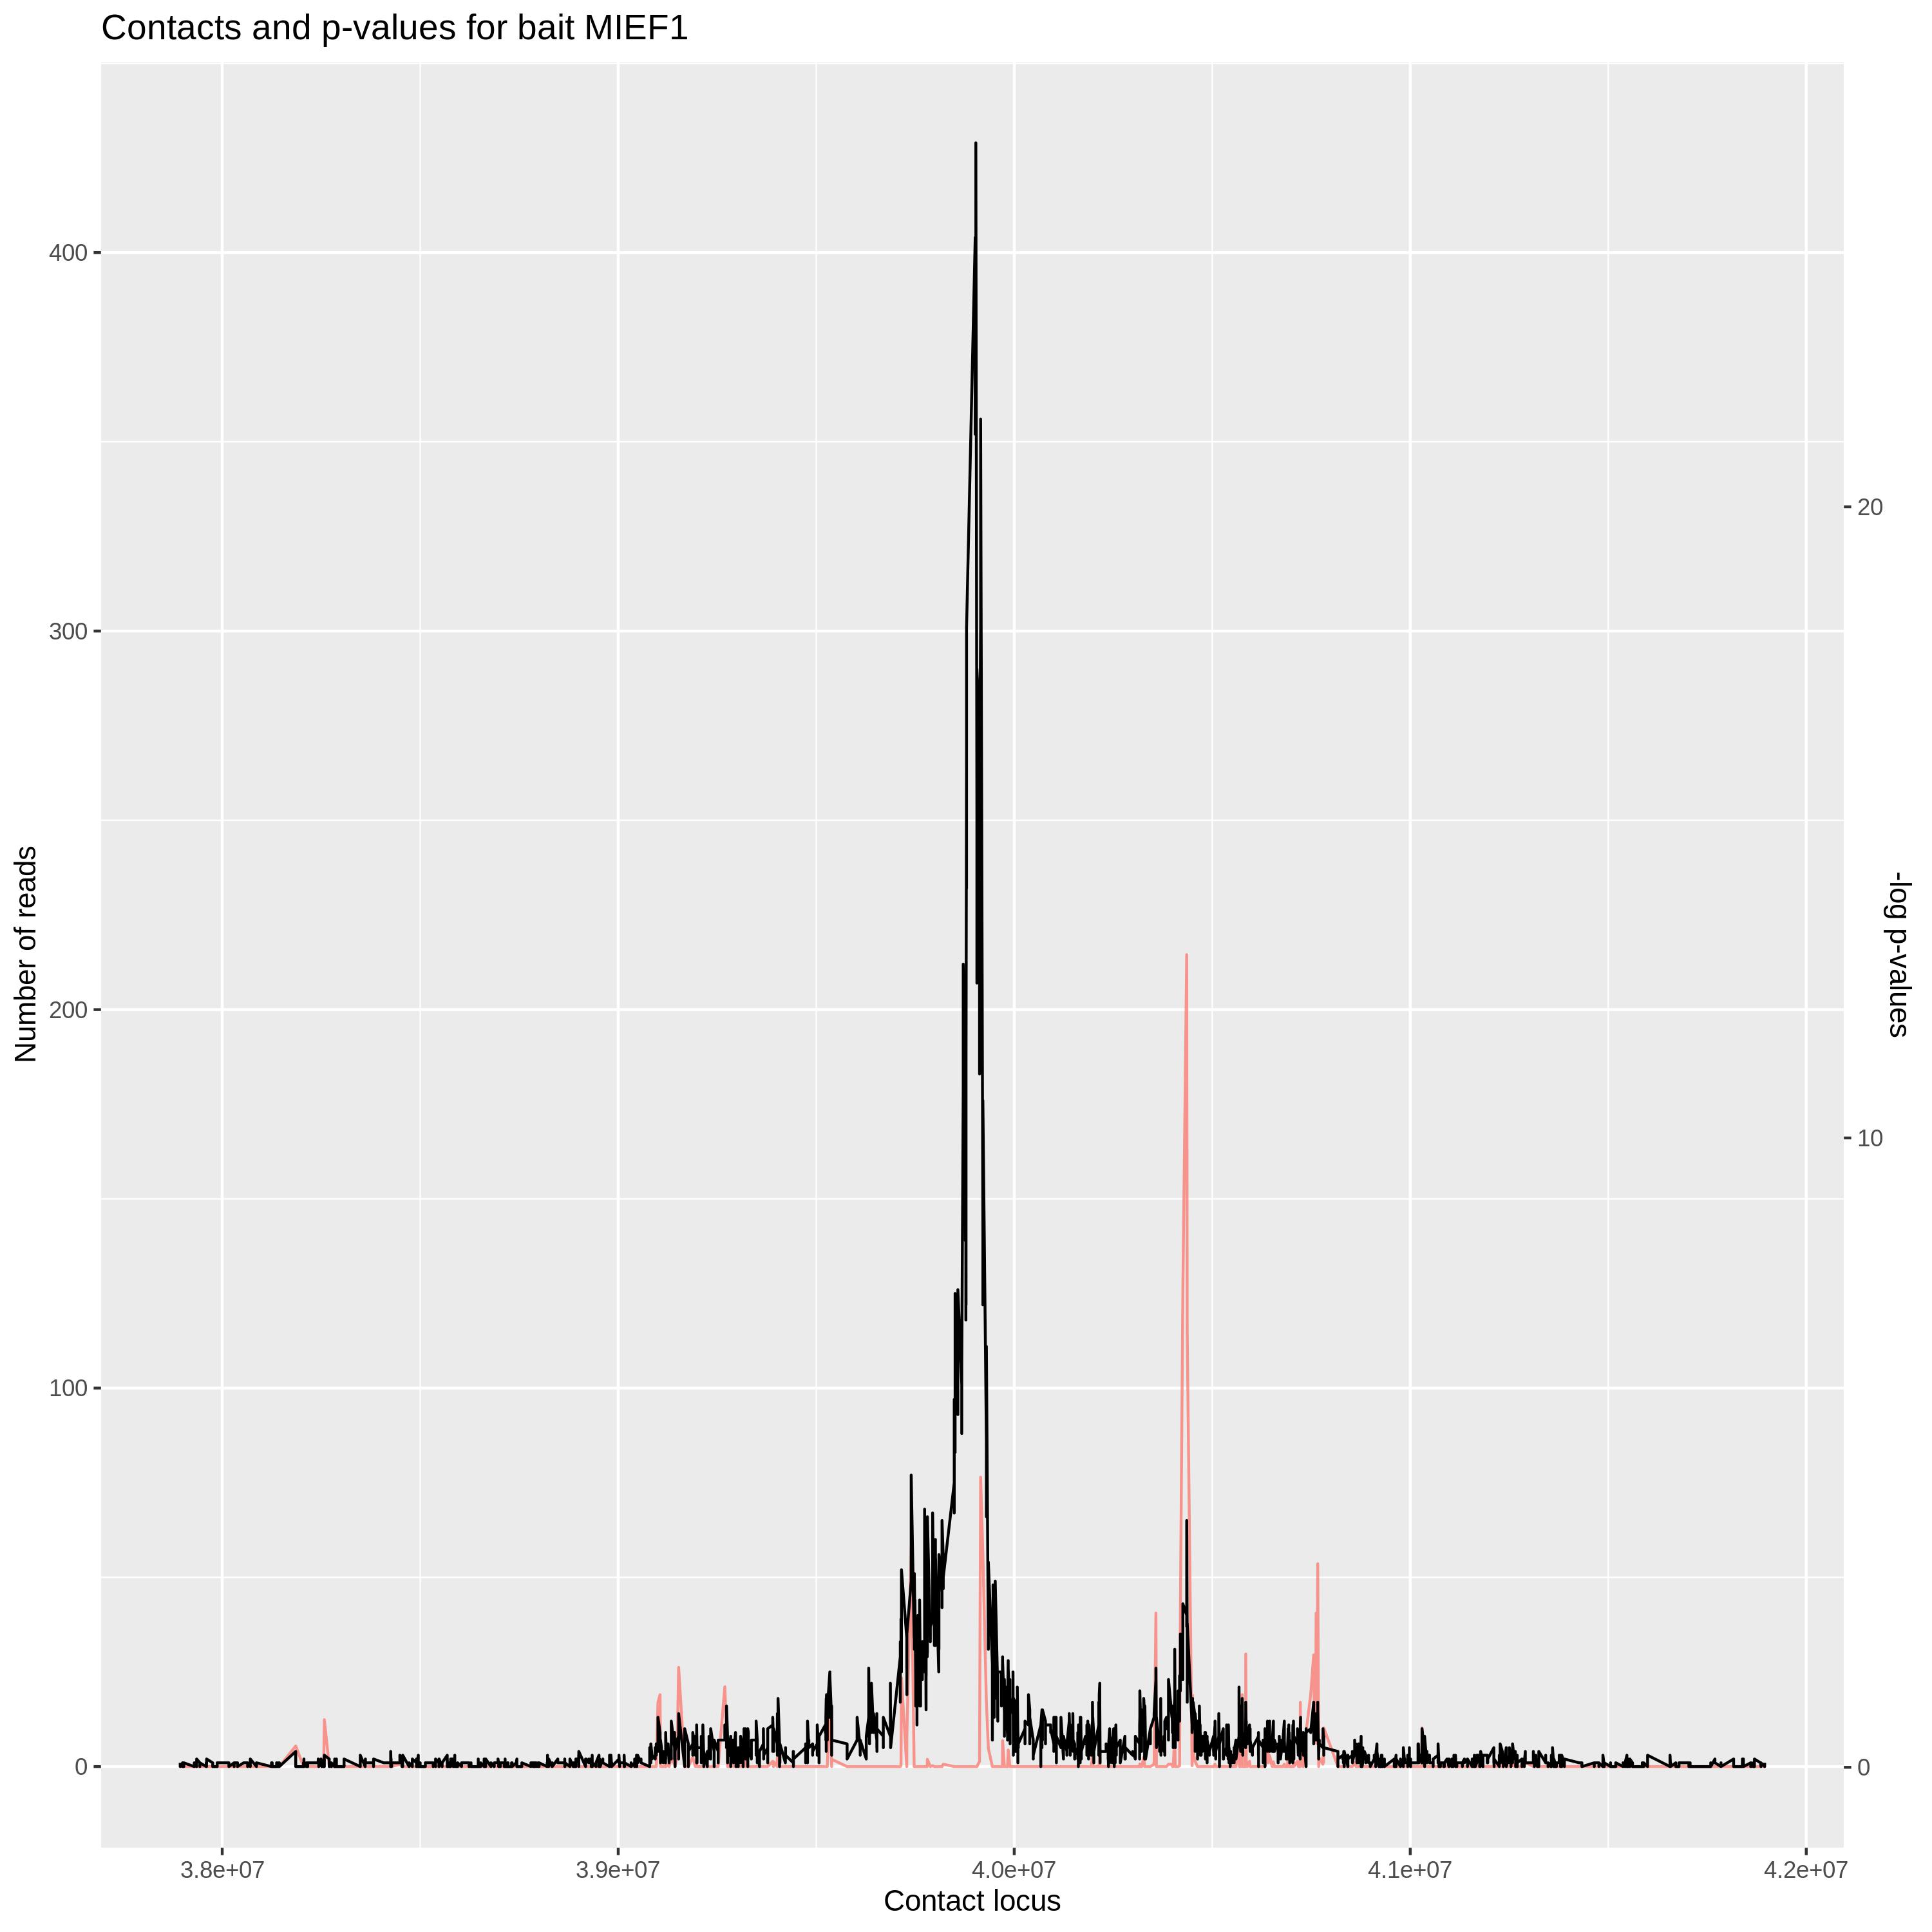 Contacts and p-values for bait MIEF1
400
300
200
100
0
Number of reads
20
10
0
-log p-values
3.8e+07
3.9e+07
4.0e+07
4.1e+07
4.2e+07
Contact locus